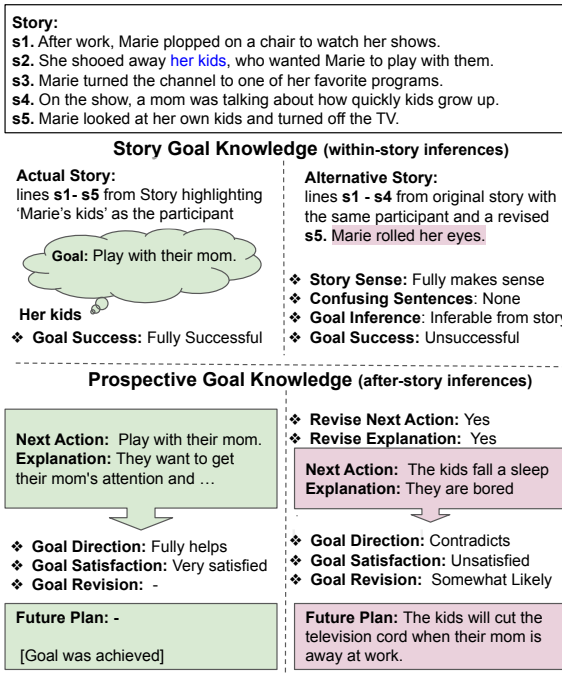 Story:
s1. After work, Marie plopped on a chair to watch her shows.
s2. She shooed away her kids, who wanted Marie to play with them.
s3. Marie turned the channel to one of her favorite programs.
s4. On the show, a mom was talking about how quickly kids grow up.
s5. Marie looked at her own kids and turned off the TV.
Story Goal Knowledge (within-story inferences)
Actual Story:
lines s1- s5 from Story highlighting
‘Marie’s kids’ as the participant
Goal: Play with their mom.
Her kids
❖ Goal Success: Fully Successful
Alternative Story:
lines s1 - s4 from original story with
the same participant and a revised
s5. Marie rolled her eyes.
❖ Story Sense: Fully makes sense
❖ Confusing Sentences: None
❖ Goal Inference: Inferable from story
❖ Goal Success: Unsuccessful
Prospective Goal Knowledge (after-story inferences)
Next Action: Play with their mom.
Explanation: They want to get
their mom's attention and …
❖ Goal Direction: Fully helps
❖ Goal Satisfaction: Very satisfied
❖ Goal Revision: -
Future Plan: -
[Goal was achieved]
❖ Revise Next Action: Yes
❖ Revise Explanation: Yes
Next Action: The kids fall a sleep
Explanation: They are bored
❖ Goal Direction: Contradicts
❖ Goal Satisfaction: Unsatisfied
❖ Goal Revision: Somewhat Likely
Future Plan: The kids will cut the
television cord when their mom is
away at work.